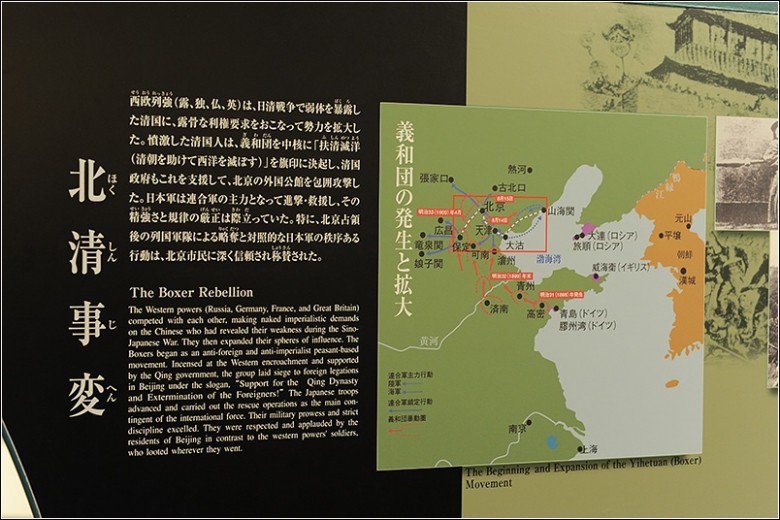 北清事変
ほくしんじへん
西欧列強(露、独、仏、英)は、日清戦争で弱体を暴露し
た清国に、露骨な利権要求をおこなって勢力を拡大し
た。憤激した清国人は、義和団を中核に「扶清滅洋
(清朝を助けて西洋を滅ぼす)」を旗印に決起し、清国
政府もこれを支援して、北京の外国公館を包囲攻撃し
た。日本軍は連合軍の主力となって進撃・救援し、その
精強さと規律の厳正は際立っていた。特に、北京占領
後の列国軍隊による略奪と対照的な日本軍の秩序ある
行動は、北京市民に深く信頼され称賛された。
The Boxer Rebellion
The Western powers (Russia, Germany, France, and Great Britain)
competed with each other, making naked imperialistic demands
on the Chinese who had revealed their weakness during the Sino-
Japanese War. They then expanded their spheres of influence. The
Boxers began as an anti-foreign and anti-imperialist peasant-based
movement. Incensed at the Western encroachment and supported
by the Qing government, the group laid siege to foreign legations
in Beijing under the slogan, "Support for the Qing Dynasty
and Extermination of the Foreigners!" The Japanese troops
advanced and carried out the rescue operations as the main con-
tingent of the international force. Their military prowess and strict
discipline excelled. They were respected and applauded by the
residents of Beijing in contrast to the western powers' soldiers,
who looted wherever they went.
義和団の発生と拡大
張家口
熱河
古北口
北京
山海関
広昌
天津
大沽
保定
竜泉関
娘子関
可南
滄州
渤海湾
大連(ロシア)
旅順(ロシア)
威海衛(イギリス)
鴨緑江
元山
平壌
朝鮮
漢城
青州
済南
高密
青島(ドイツ)
膠州湾(ドイツ)
黄河
南京
上海
8月14日
連合軍主力行動
陸軍
海軍
義和団暴動圏
The Beginning and Expansion of the Yihetuan (Boxer)
Movement